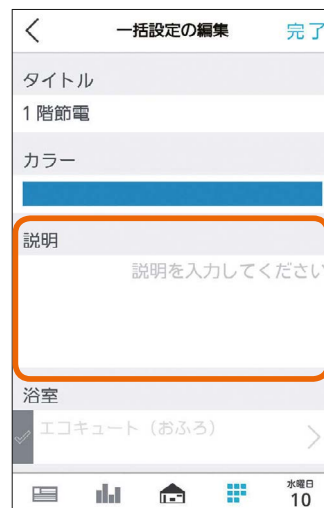 一括設定の編集 完了
タイトル
1 階節電
カラー
説明
説明を入力してください
浴室
エコキュート（おふろ）
水曜日
10